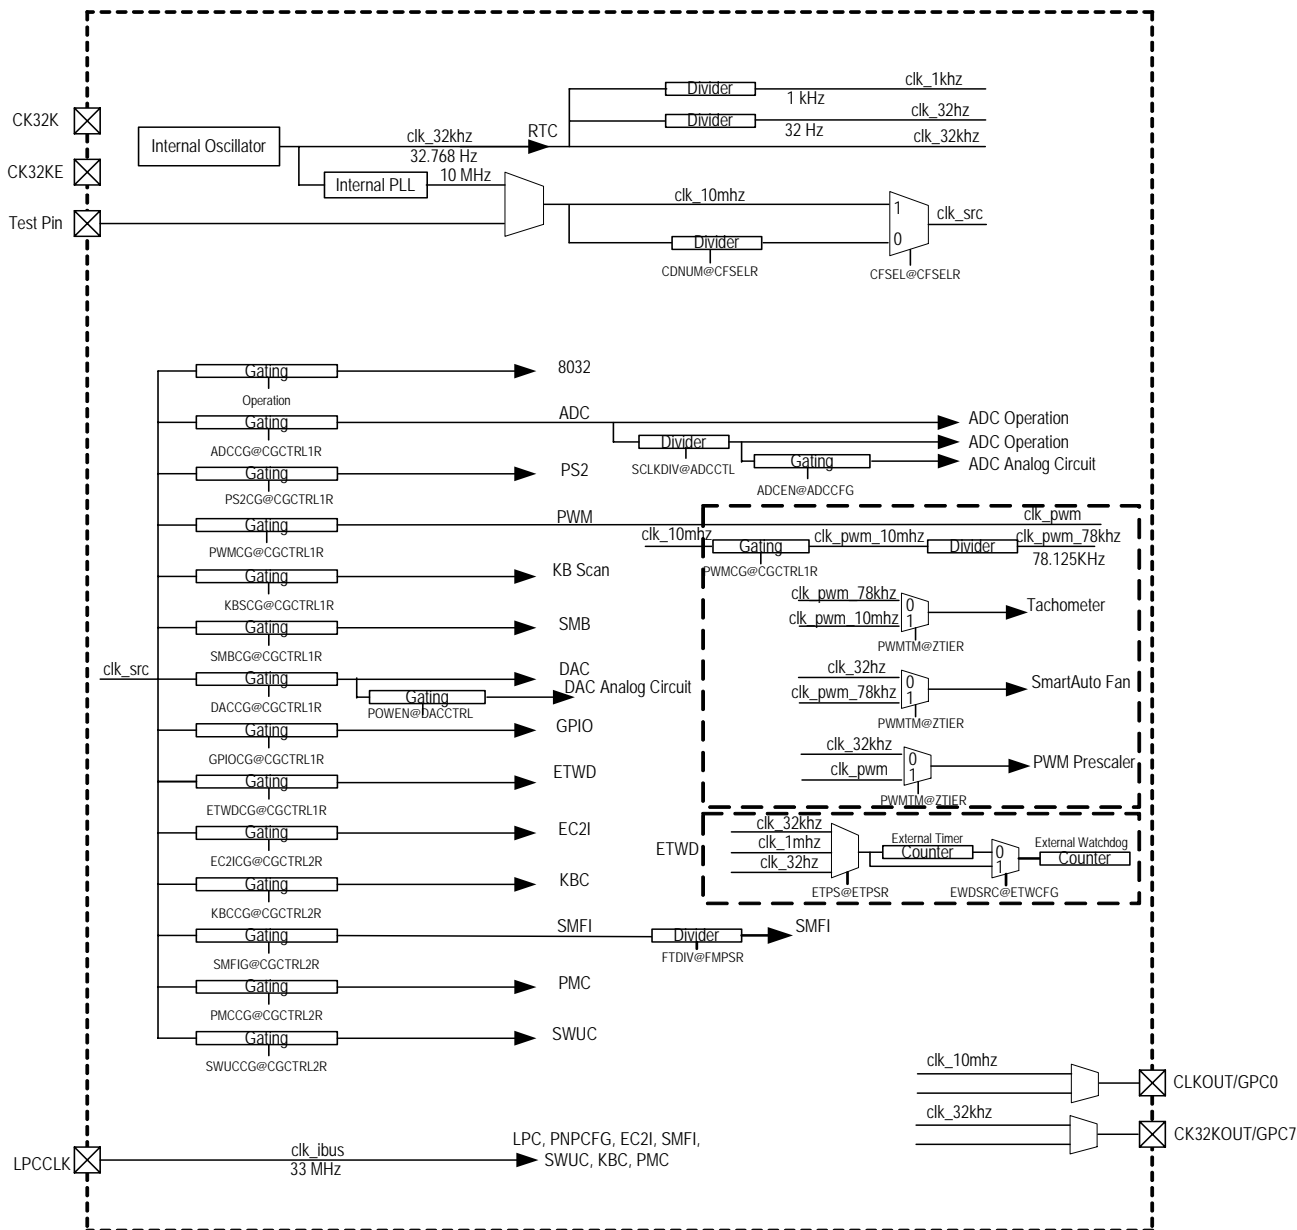 clk_1khz
Divider
1 kHz
CK32K
clk_32hz
Divider
32 Hz
clk_32khz
RTC
clk_32khz
Internal Oscillator
32.768 Hz
CK32KE
10 MHz
Internal PLL
clk_10mhz
Test Pin
1
clk_src
0
Divider
CDNUM@CFSELR
CFSEL@CFSELR
Gating
8032
Operation
Gating
ADC
ADC Operation
ADCCG@CGCTRL1R
Divider
ADC Operation
SCLKDIV@ADCCTL
Gating
ADC Analog Circuit
ADCEN@ADCCFG
Gating
PS2
PS2CG@CGCTRL1R
Gating
PWM
clk_pwm
PWMCG@CGCTRL1R
clk_10mhz
Gating
clk_pwm_10mhz
Divider
clk_pwm_78khz
PWMCG@CGCTRL1R
78.125KHz
Gating
KB Scan
KBSCG@CGCTRL1R
clk_pwm_78khz
0
Tachometer
clk_pwm_10mhz
1
PWMTM@ZTIER
Gating
SMB
SMBCG@CGCTRL1R
clk_src
Gating
DAC
DACCG@CGCTRL1R
Gating
DAC Analog Circuit
POWEN@DACCTRL
clk_32hz
0
SmartAuto Fan
clk_pwm_78khz
1
PWMTM@ZTIER
Gating
GPIO
GPIOCG@CGCTRL1R
clk_32khz
0
PWM Prescaler
clk_pwm
1
PWMTM@ZTIER
Gating
ETWD
ETWDCG@CGCTRL1R
Gating
EC2I
EC2ICG@CGCTRL2R
ETWD
clk_32khz
clk_1mhz
clk_32hz
External Timer
Counter
0
1
External Watchdog
Counter
ETPS@ETPSR
EWDSRC@ETWCFG
Gating
KBC
KBCCG@CGCTRL2R
Gating
SMFI
Divider
SMFI
SMFIG@CGCTRL2R
FTDIV@FMPSR
Gating
PMC
PMCCG@CGCTRL2R
Gating
SWUC
SWUCCG@CGCTRL2R
clk_10mhz
CLKOUT/GPC0
clk_32khz
CK32KOUT/GPC7
LPCCLK
clk_ibus
33 MHz
LPC, PNPCFG, EC2I, SMFI,
SWUC, KBC, PMC